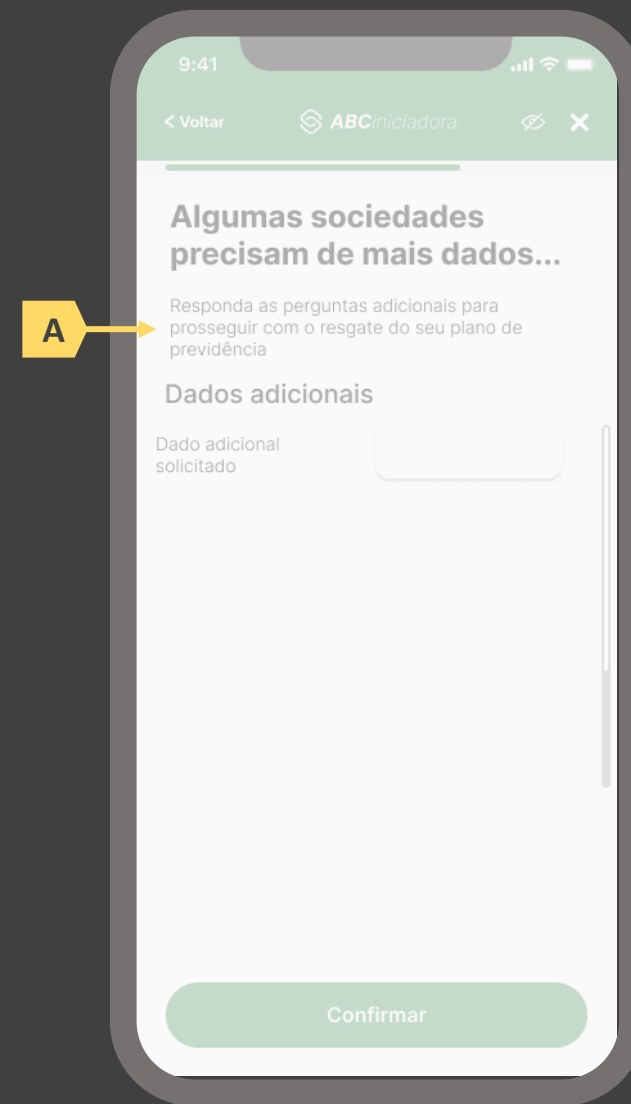 9:41
< Voltar
ABCiniciadora
Algumas sociedades
precisam de mais dados...
Responda as perguntas adicionais para
prosseguir com o resgate do seu plano de
previdência
A
Dados adicionais
Dado adicional
solicitado
Confirmar